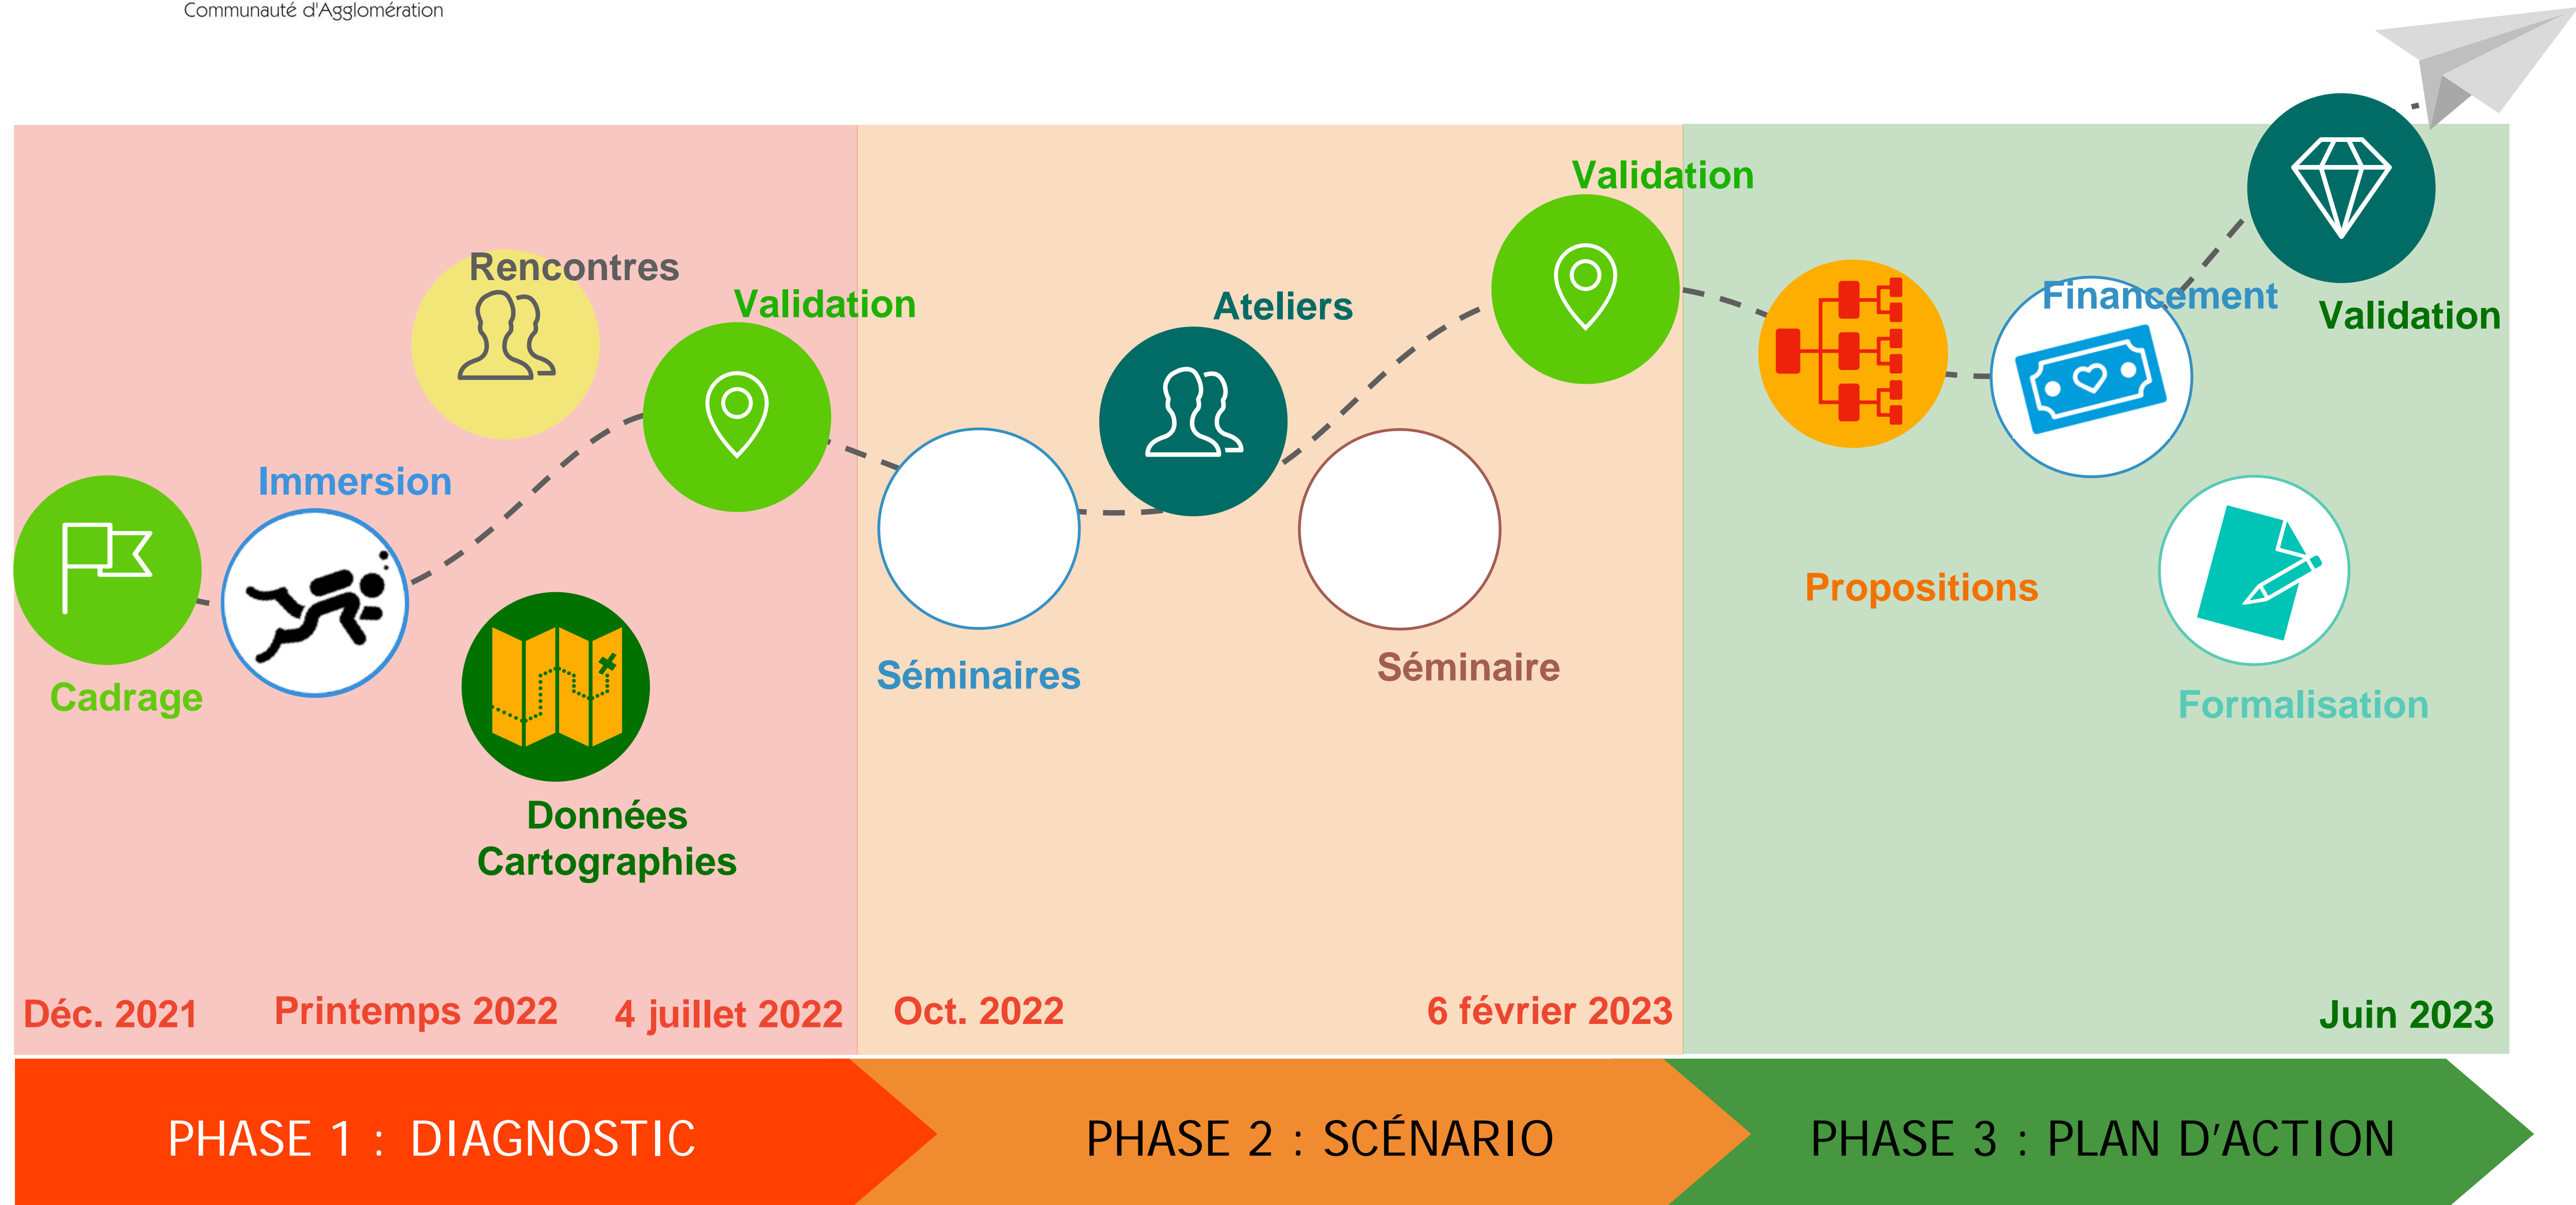 Communauté d'Agglomération
Rencontres
Validation
Immersion
Cadrage
Données
Cartographies
Validation
Ateliers
Séminaires
Séminaire
Financement
Validation
Propositions
Formalisation
Déc. 2021
Printemps 2022
4 juillet 2022
Oct. 2022
6 février 2023
Juin 2023
PHASE 1 : DIAGNOSTIC
PHASE 2 : SCÉNARIO
PHASE 3 : PLAN D'ACTION